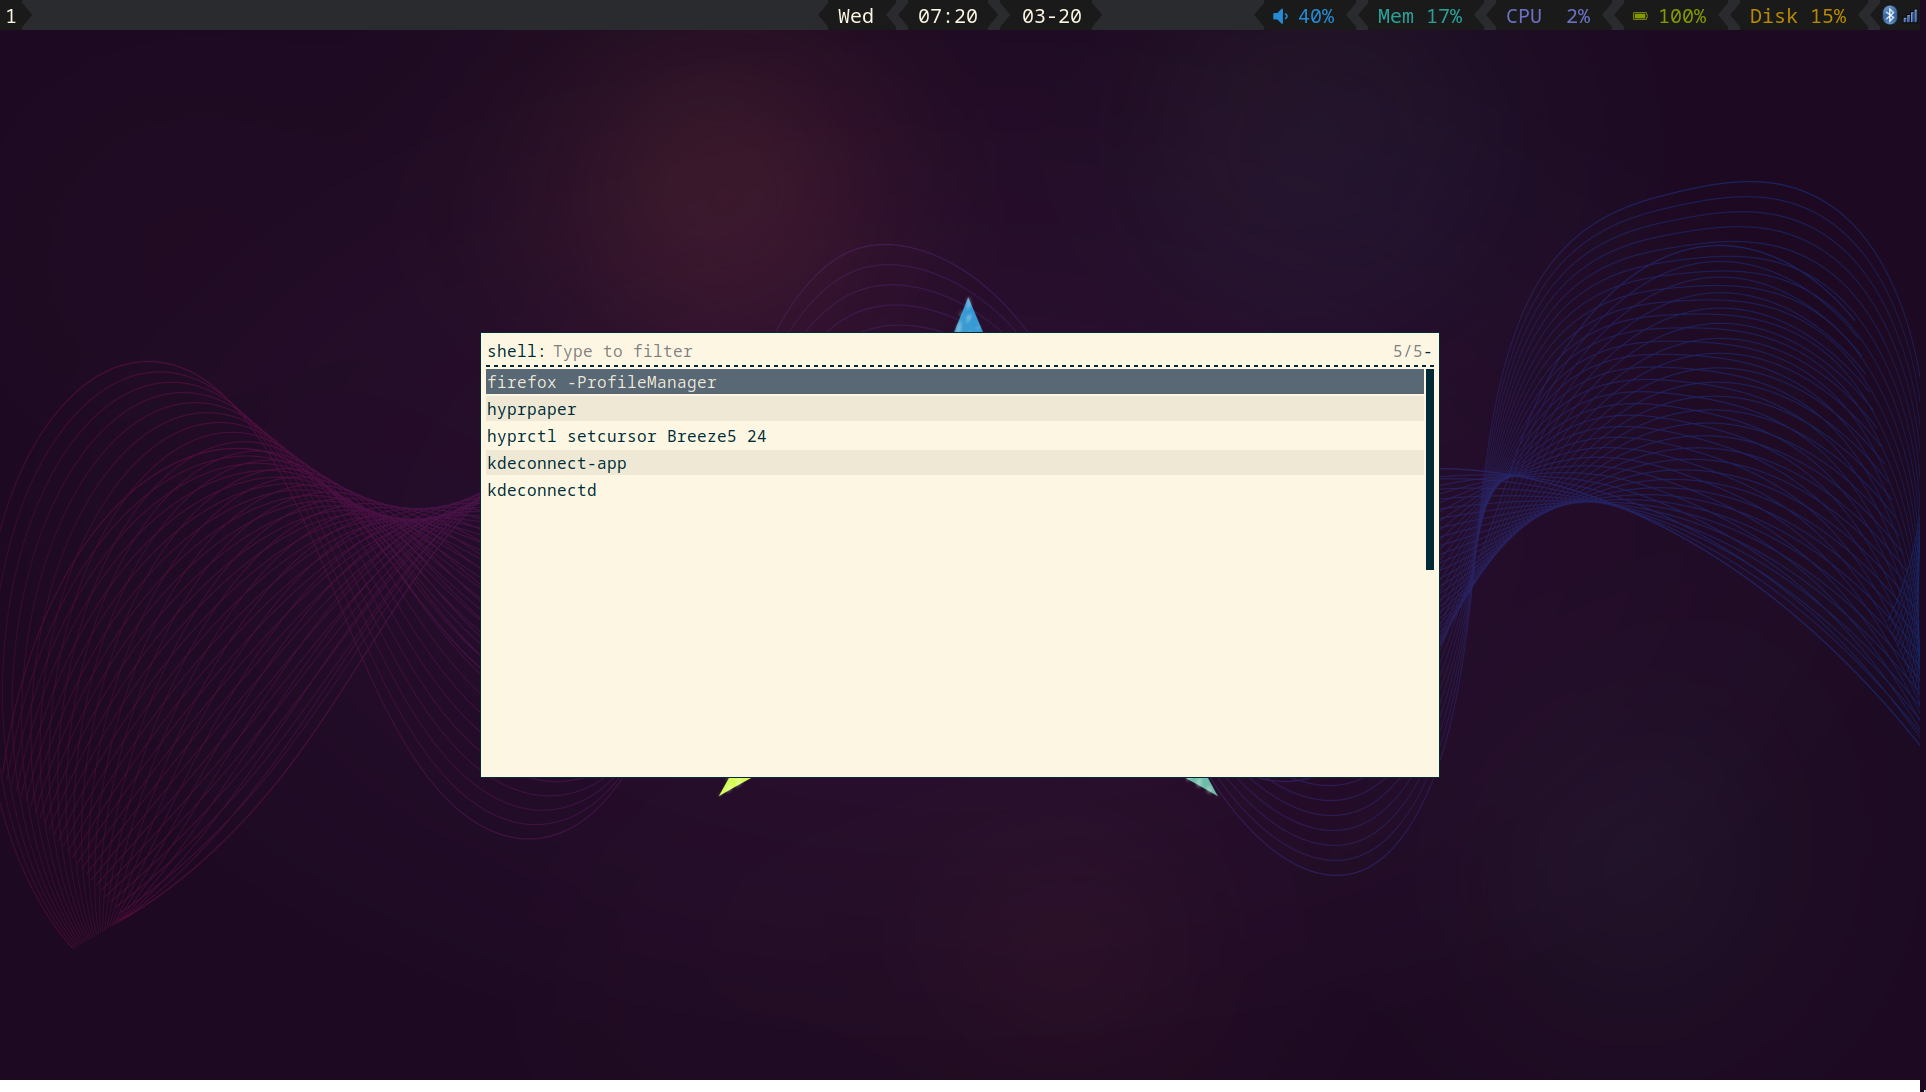 1 Wed 07:20 03-20 40% Mem 17% CPU 2% 100% Disk 15%
shell: Type to filter 5/5-
firefox -ProfileManager
hyprpaper
hyprctl setcursor Breeze5 24
kdeconnect-app
kdeconnectd